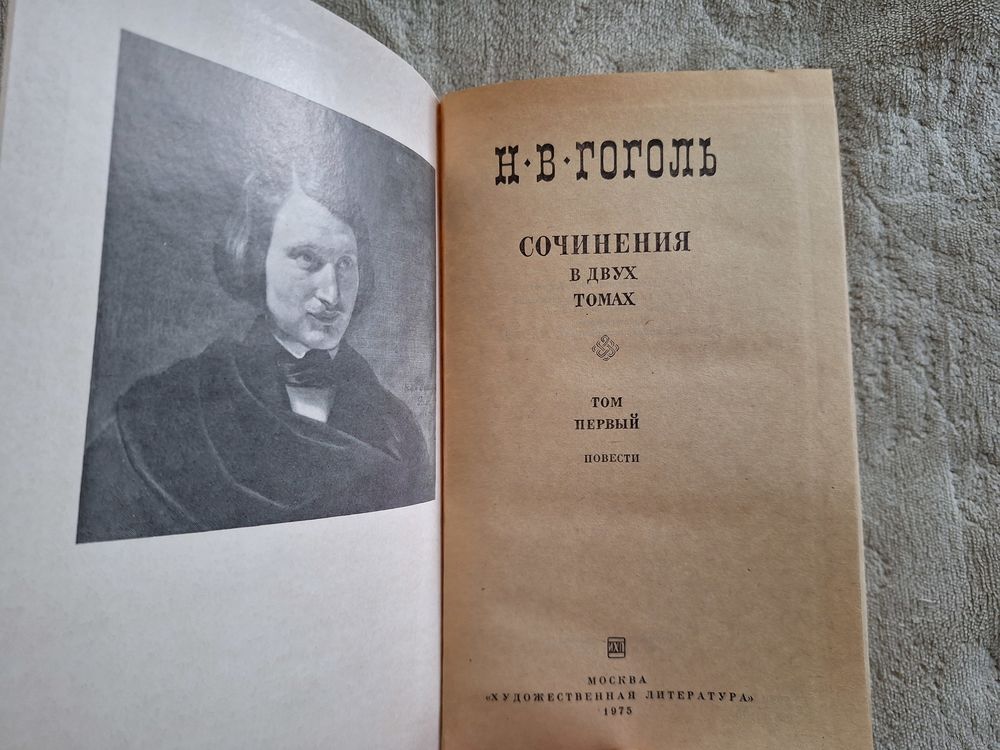 Н·В·ГОГОЛЬ
СОЧИНЕНИЯ
В ДВУХ
ТОМАХ
ТОМ
ПЕРВЫЙ
ПОВЕСТИ
МОСКВА
«ХУДОЖЕСТВЕННАЯ ЛИТЕРАТУРА»
1975